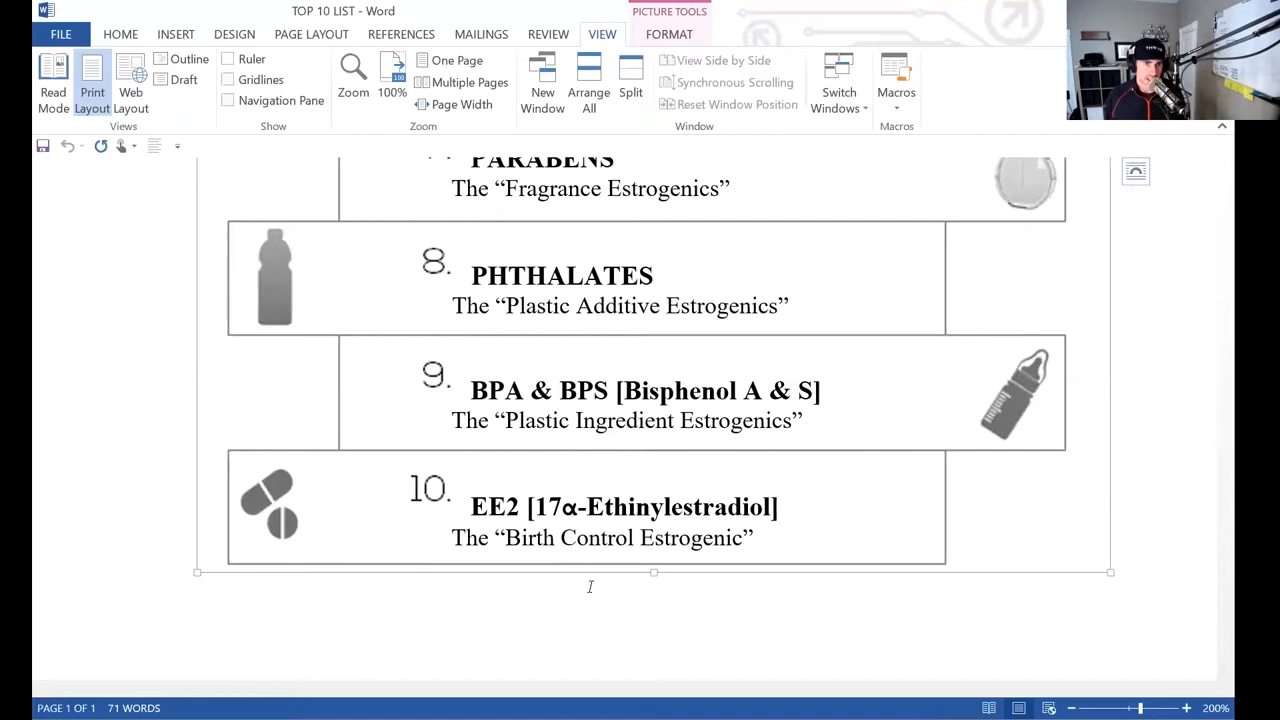 TOP 10 LIST - Word
PICTURE TOOLS
FILE HOME INSERT DESIGN PAGE LAYOUT REFERENCES MAILINGS REVIEW VIEW FORMAT
Read Mode
Print Layout
Web Layout
Outline
Draft
Views
Ruler
Gridlines
Navigation Pane
Show
Zoom
100
100%
One Page
Multiple Pages
Page Width
Zoom
New Window
Arrange All
Split
View Side by Side
Synchronous Scrolling
Reset Window Position
Window
Switch Windows
Macros
Macros
PARABENS
The “Fragrance Estrogenics”
8. PHTHALATES
The “Plastic Additive Estrogenics”
9. BPA & BPS [Bisphenol A & S]
The “Plastic Ingredient Estrogenics”
10. EE2 [17α-Ethinylestradiol]
The “Birth Control Estrogenic”
PAGE 1 OF 1 71 WORDS 200%